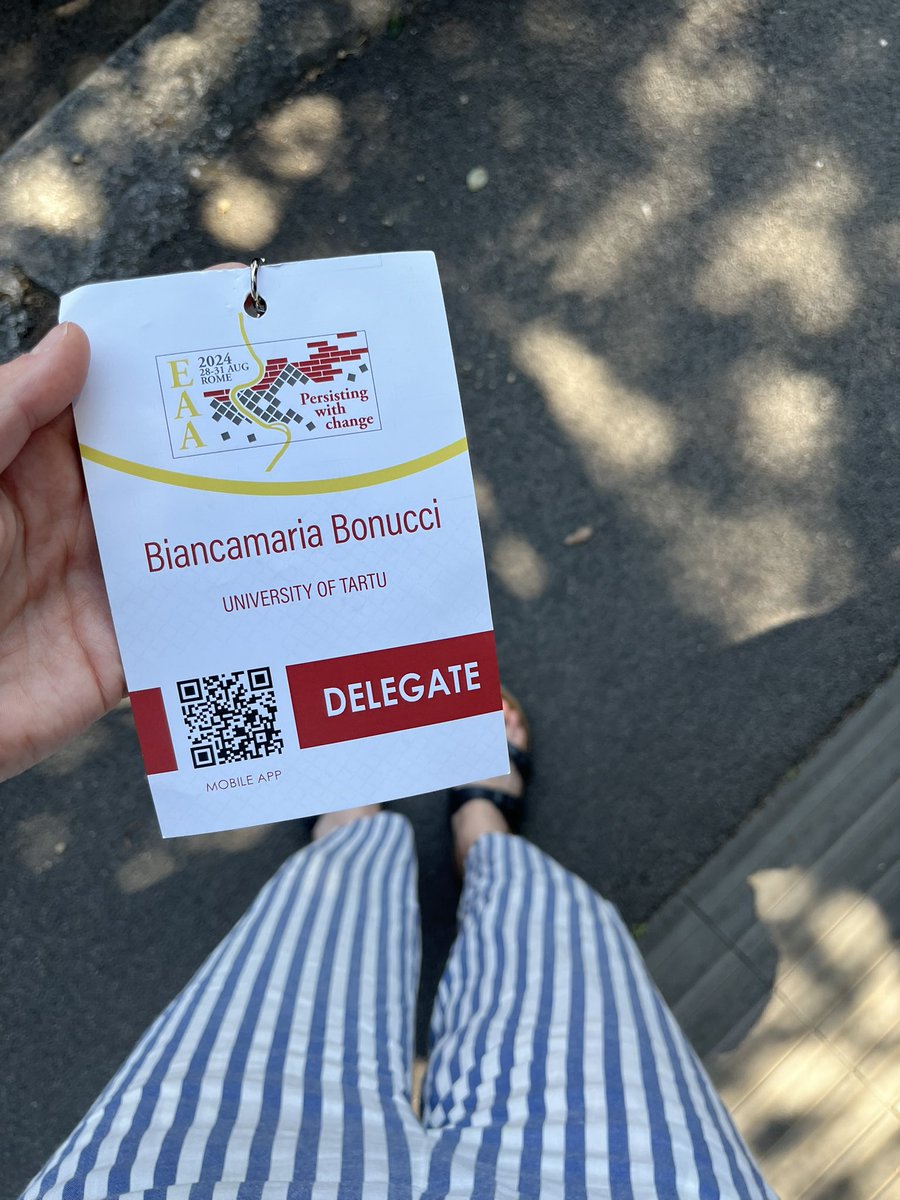 EAA
2024
28-31 AUG
ROME
Persisting
with
change
Biancamaria Bonucci
UNIVERSITY OF TARTU
DELEGATE
MOBILE APP